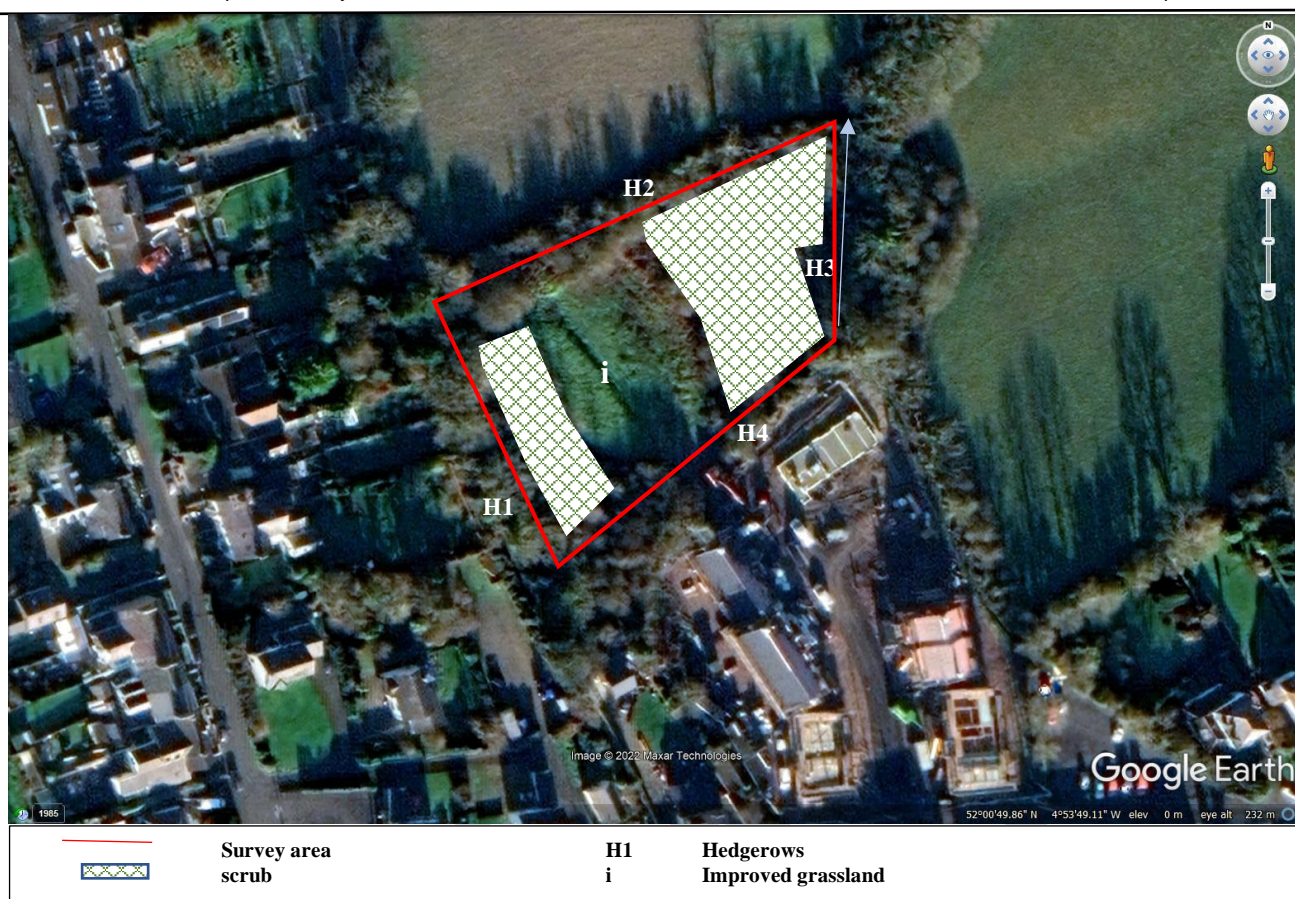 N
H2
H3
i
H4
H1
Image © 2022 Maxar Technologies
Google Earth
1985
52°00'49.86" N 4°53'49.11" W elev 0 m eye alt 232 m
Survey area H1 Hedgerows
scrub i Improved grassland